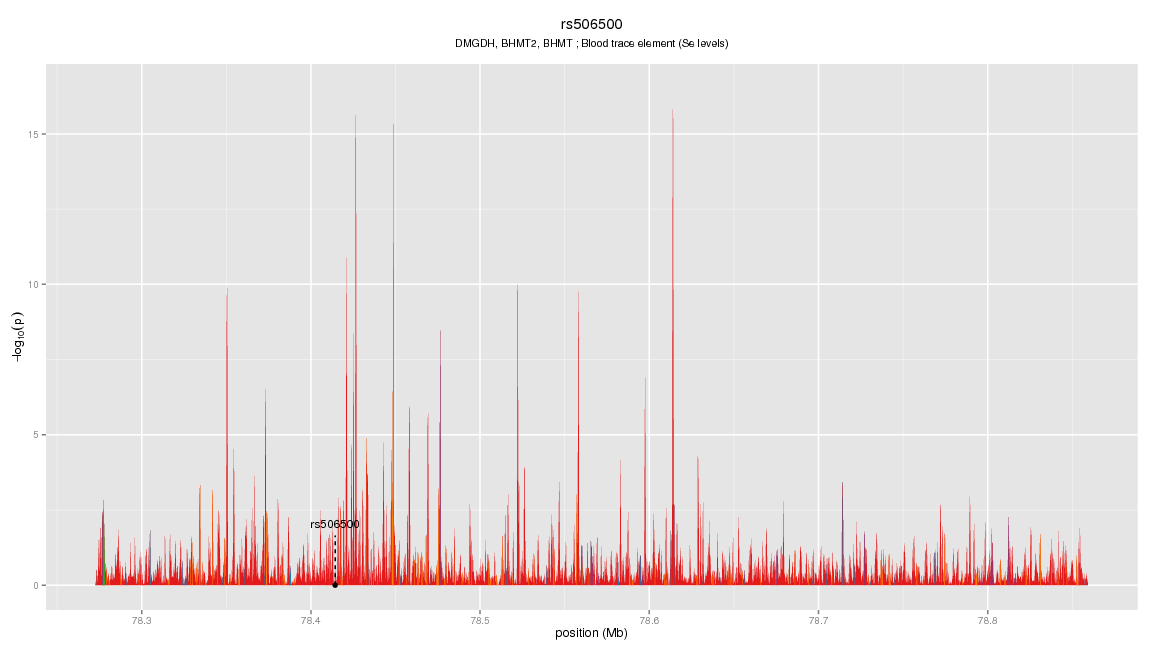 rs506500
DMGDH, BHMT2, BHMT ; Blood trace element (Se levels)
15
10
5
0
−log10(p)
rs506500
78.3 78.4 78.5 78.6 78.7 78.8
position (Mb)